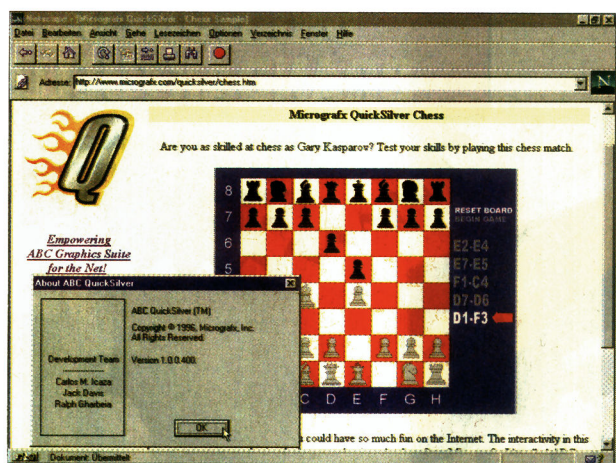 Netscape - [Micrografx QuickSilver - Chess Sample]
Datei Bearbeiten Ansicht Gehe Lesezeichen Optionen Verzeichnis Fenster Hilfe
Adresse: http://www.micrografx.com/quicksilver/chess.htm
N
Q
Micrografx QuickSilver Chess
Are you as skilled at chess as Gary Kasparov? Test your skills by playing this chess match.
Empowering
ABC Graphics Suite
for the Net!
8
7
6
5
RESET BOARD
BEGIN GAME
E2-E4
E7-E5
F1-C4
D7-D6
D1-F3
C D E F G H
About ABC QuickSilver
ABC QuickSilver (TM)
Copyright © 1996, Micrografx, Inc.
All Rights Reserved.
Version 1.0.0.400.
Development Team
Carlos M. Icaza
Jack Davis
Ralph Gharbeia
OK
u could have so much fun on the Internet. The interactivity in this
Dokument: Übermittelt